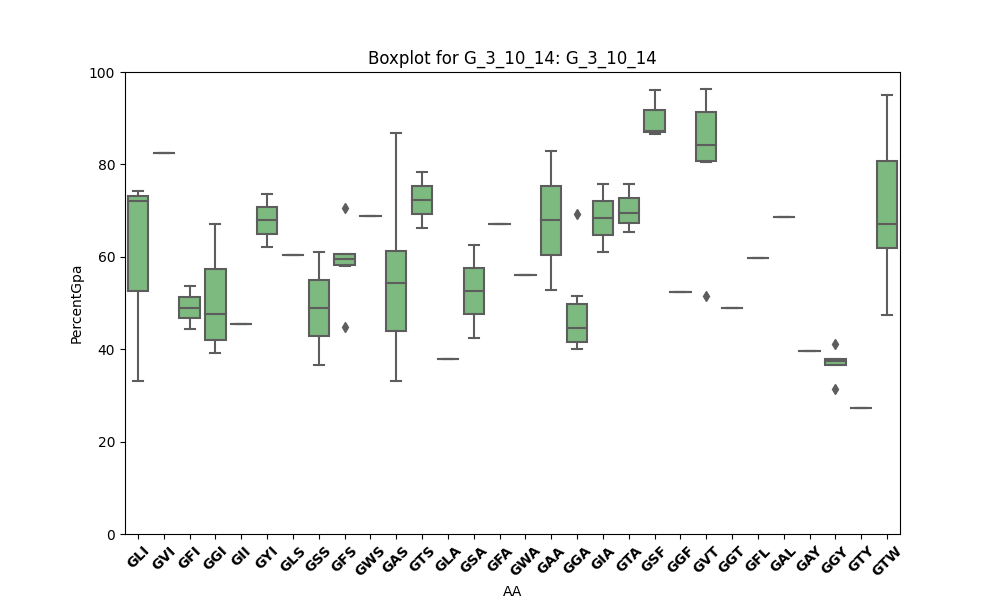 Boxplot for G_3_10_14: G_3_10_14
100
80
60
40
20
0
PercentGpa
GLI GVI GFI GGI GII GYI GLS GSS GFS GWS GAS GTS GLA GSA GFA GWA GAA GGA GIA GTA GSF GGF GVT GGT GFL GAL GAY GGY GTY GTW
AA